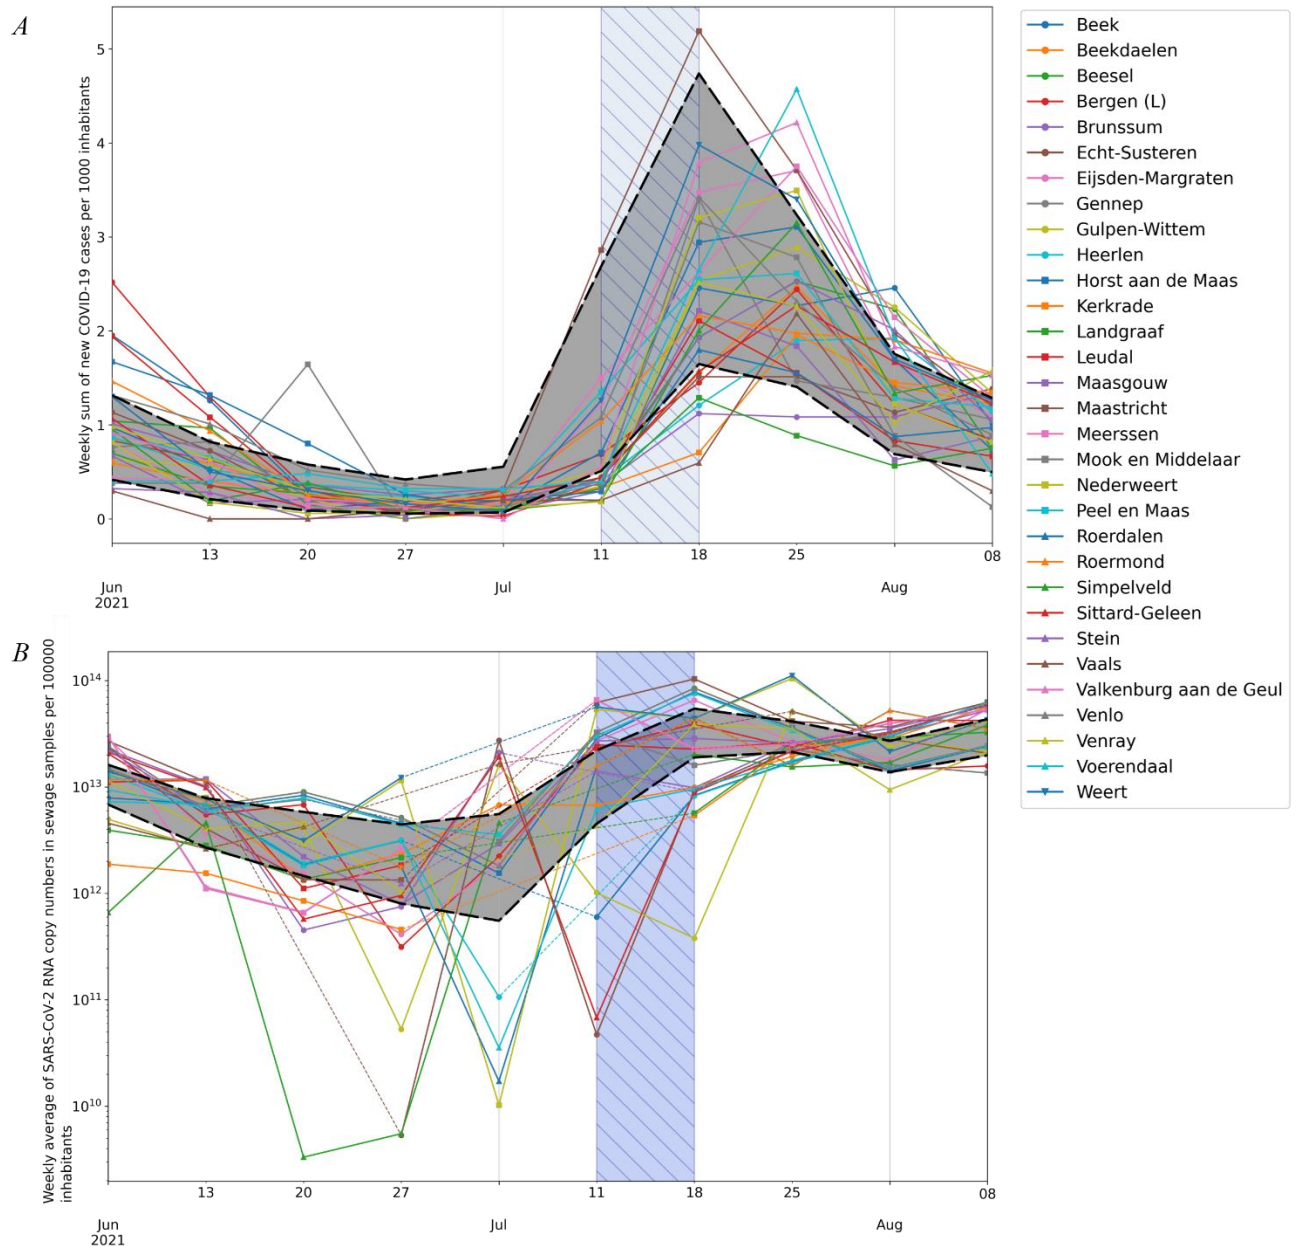 A
Weekly sum of new COVID-19 cases per 1000 inhabitants
5
4
3
2
1
0
13
20
27
11
18
25
08
Jun
2021
Jul
Aug
Beek
Beekdaelen
Beesel
Bergen (L)
Brunssum
Echt-Susteren
Eijsden-Margraten
Gennep
Gulpen-Wittem
Heerlen
Horst aan de Maas
Kerkrade
Landgraaf
Leudal
Maasgouw
Maastricht
Meerssen
Mook en Middelaar
Nederweert
Peel en Maas
Roerdalen
Roermond
Simpelveld
Sittard-Geleen
Stein
Vaals
Valkenburg aan de Geul
Venlo
Venray
Voerendaal
Weert
B
Weekly average of SARS-CoV-2 RNA copy numbers in sewage samples per 100000
inhabitants
10¹⁴
10¹³
10¹²
10¹¹
10¹⁰
13
20
27
11
18
25
08
Jun
2021
Jul
Aug